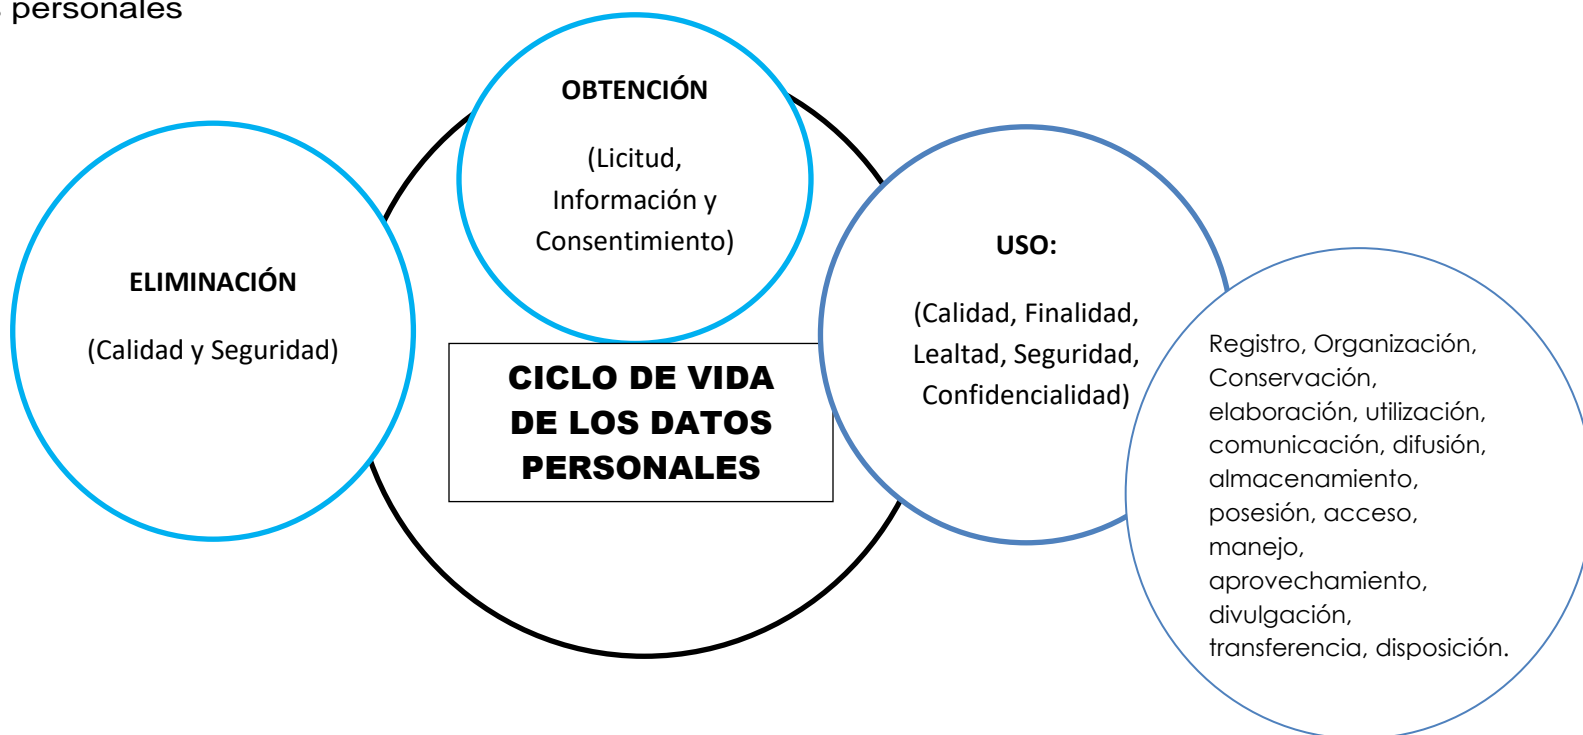 personales
OBTENCIÓN
(Licitud,
Información y
Consentimiento)
ELIMINACIÓN
(Calidad y Seguridad)
CICLO DE VIDA
DE LOS DATOS
PERSONALES
USO:
(Calidad, Finalidad,
Lealtad, Seguridad,
Confidencialidad)
Registro, Organización,
Conservación,
elaboración, utilización,
comunicación, difusión,
almacenamiento,
posesión, acceso,
manejo,
aprovechamiento,
divulgación,
transferencia, disposición.